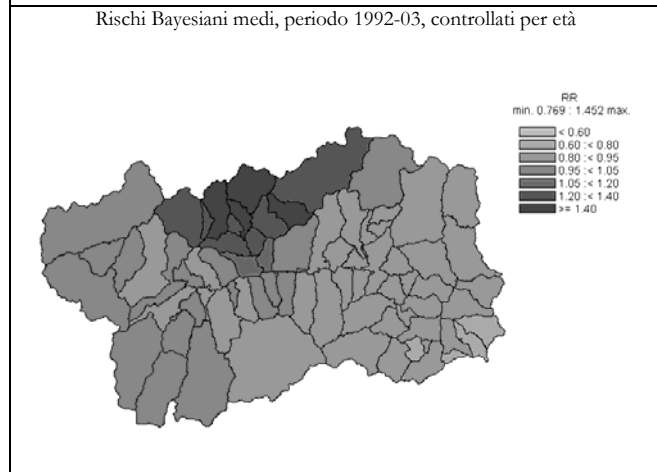 Rischi Bayesiani medi, periodo 1992-03, controllati per età
RR
min. 0.769 : 1.452 max.
< 0.60
0.60 :< 0.80
0.80 :< 0.95
0.95 :< 1.05
1.05 :< 1.20
1.20 :< 1.40
>= 1.40